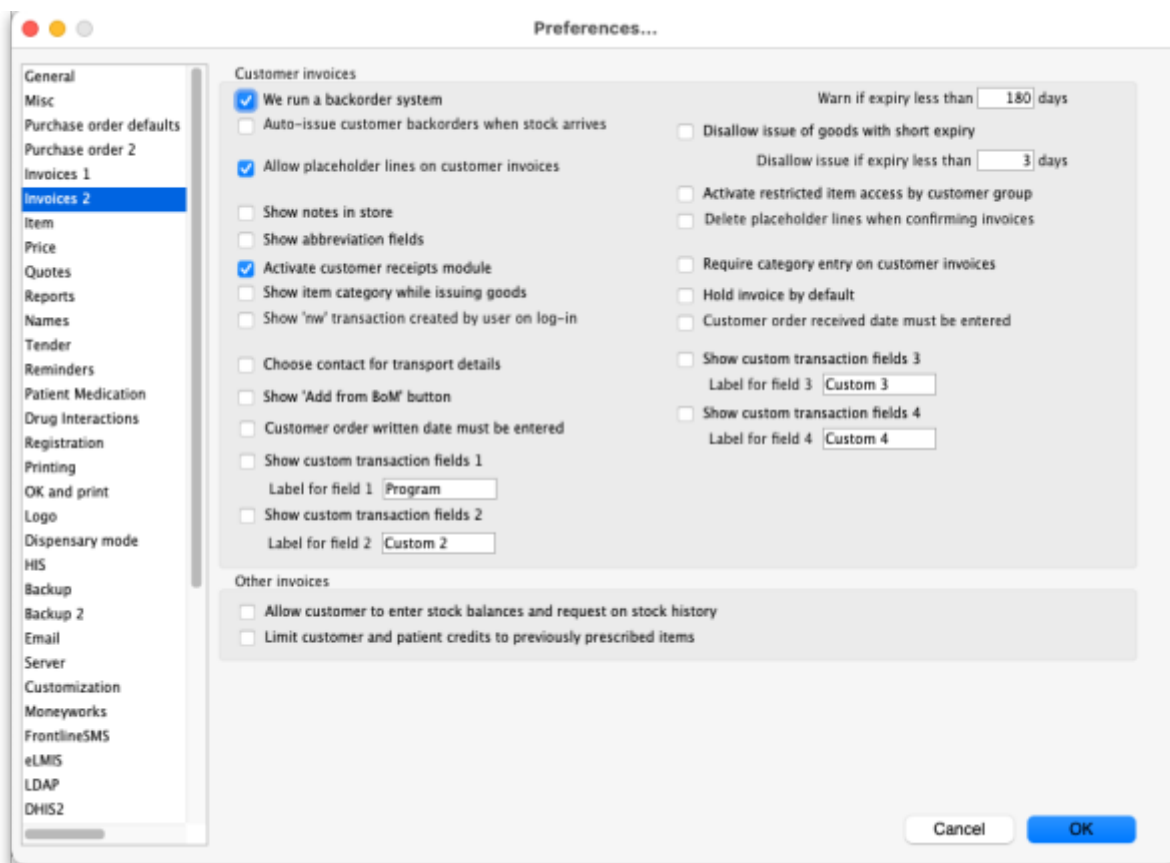 Preferences...
General
Misc
Purchase order defaults
Purchase order 2
Invoices 1
Invoices 2
Item
Price
Quotes
Reports
Names
Tender
Reminders
Patient Medication
Drug Interactions
Registration
Printing
OK and print
Logo
Dispensary mode
HIS
Backup
Backup 2
Email
Server
Customization
Moneyworks
FrontlineSMS
eLMIS
LDAP
DHIS2
Customer invoices
We run a backorder system
Auto-issue customer backorders when stock arrives
Allow placeholder lines on customer invoices
Show notes in store
Show abbreviation fields
Activate customer receipts module
Show item category while issuing goods
Show 'nw' transaction created by user on log-in
Choose contact for transport details
Show 'Add from BoM' button
Customer order written date must be entered
Show custom transaction fields 1
Label for field 1 Program
Show custom transaction fields 2
Label for field 2 Custom 2
Warn if expiry less than 180 days
Disallow issue of goods with short expiry
Disallow issue if expiry less than 3 days
Activate restricted item access by customer group
Delete placeholder lines when confirming invoices
Require category entry on customer invoices
Hold invoice by default
Customer order received date must be entered
Show custom transaction fields 3
Label for field 3 Custom 3
Show custom transaction fields 4
Label for field 4 Custom 4
Other invoices
Allow customer to enter stock balances and request on stock history
Limit customer and patient credits to previously prescribed items
Cancel
OK